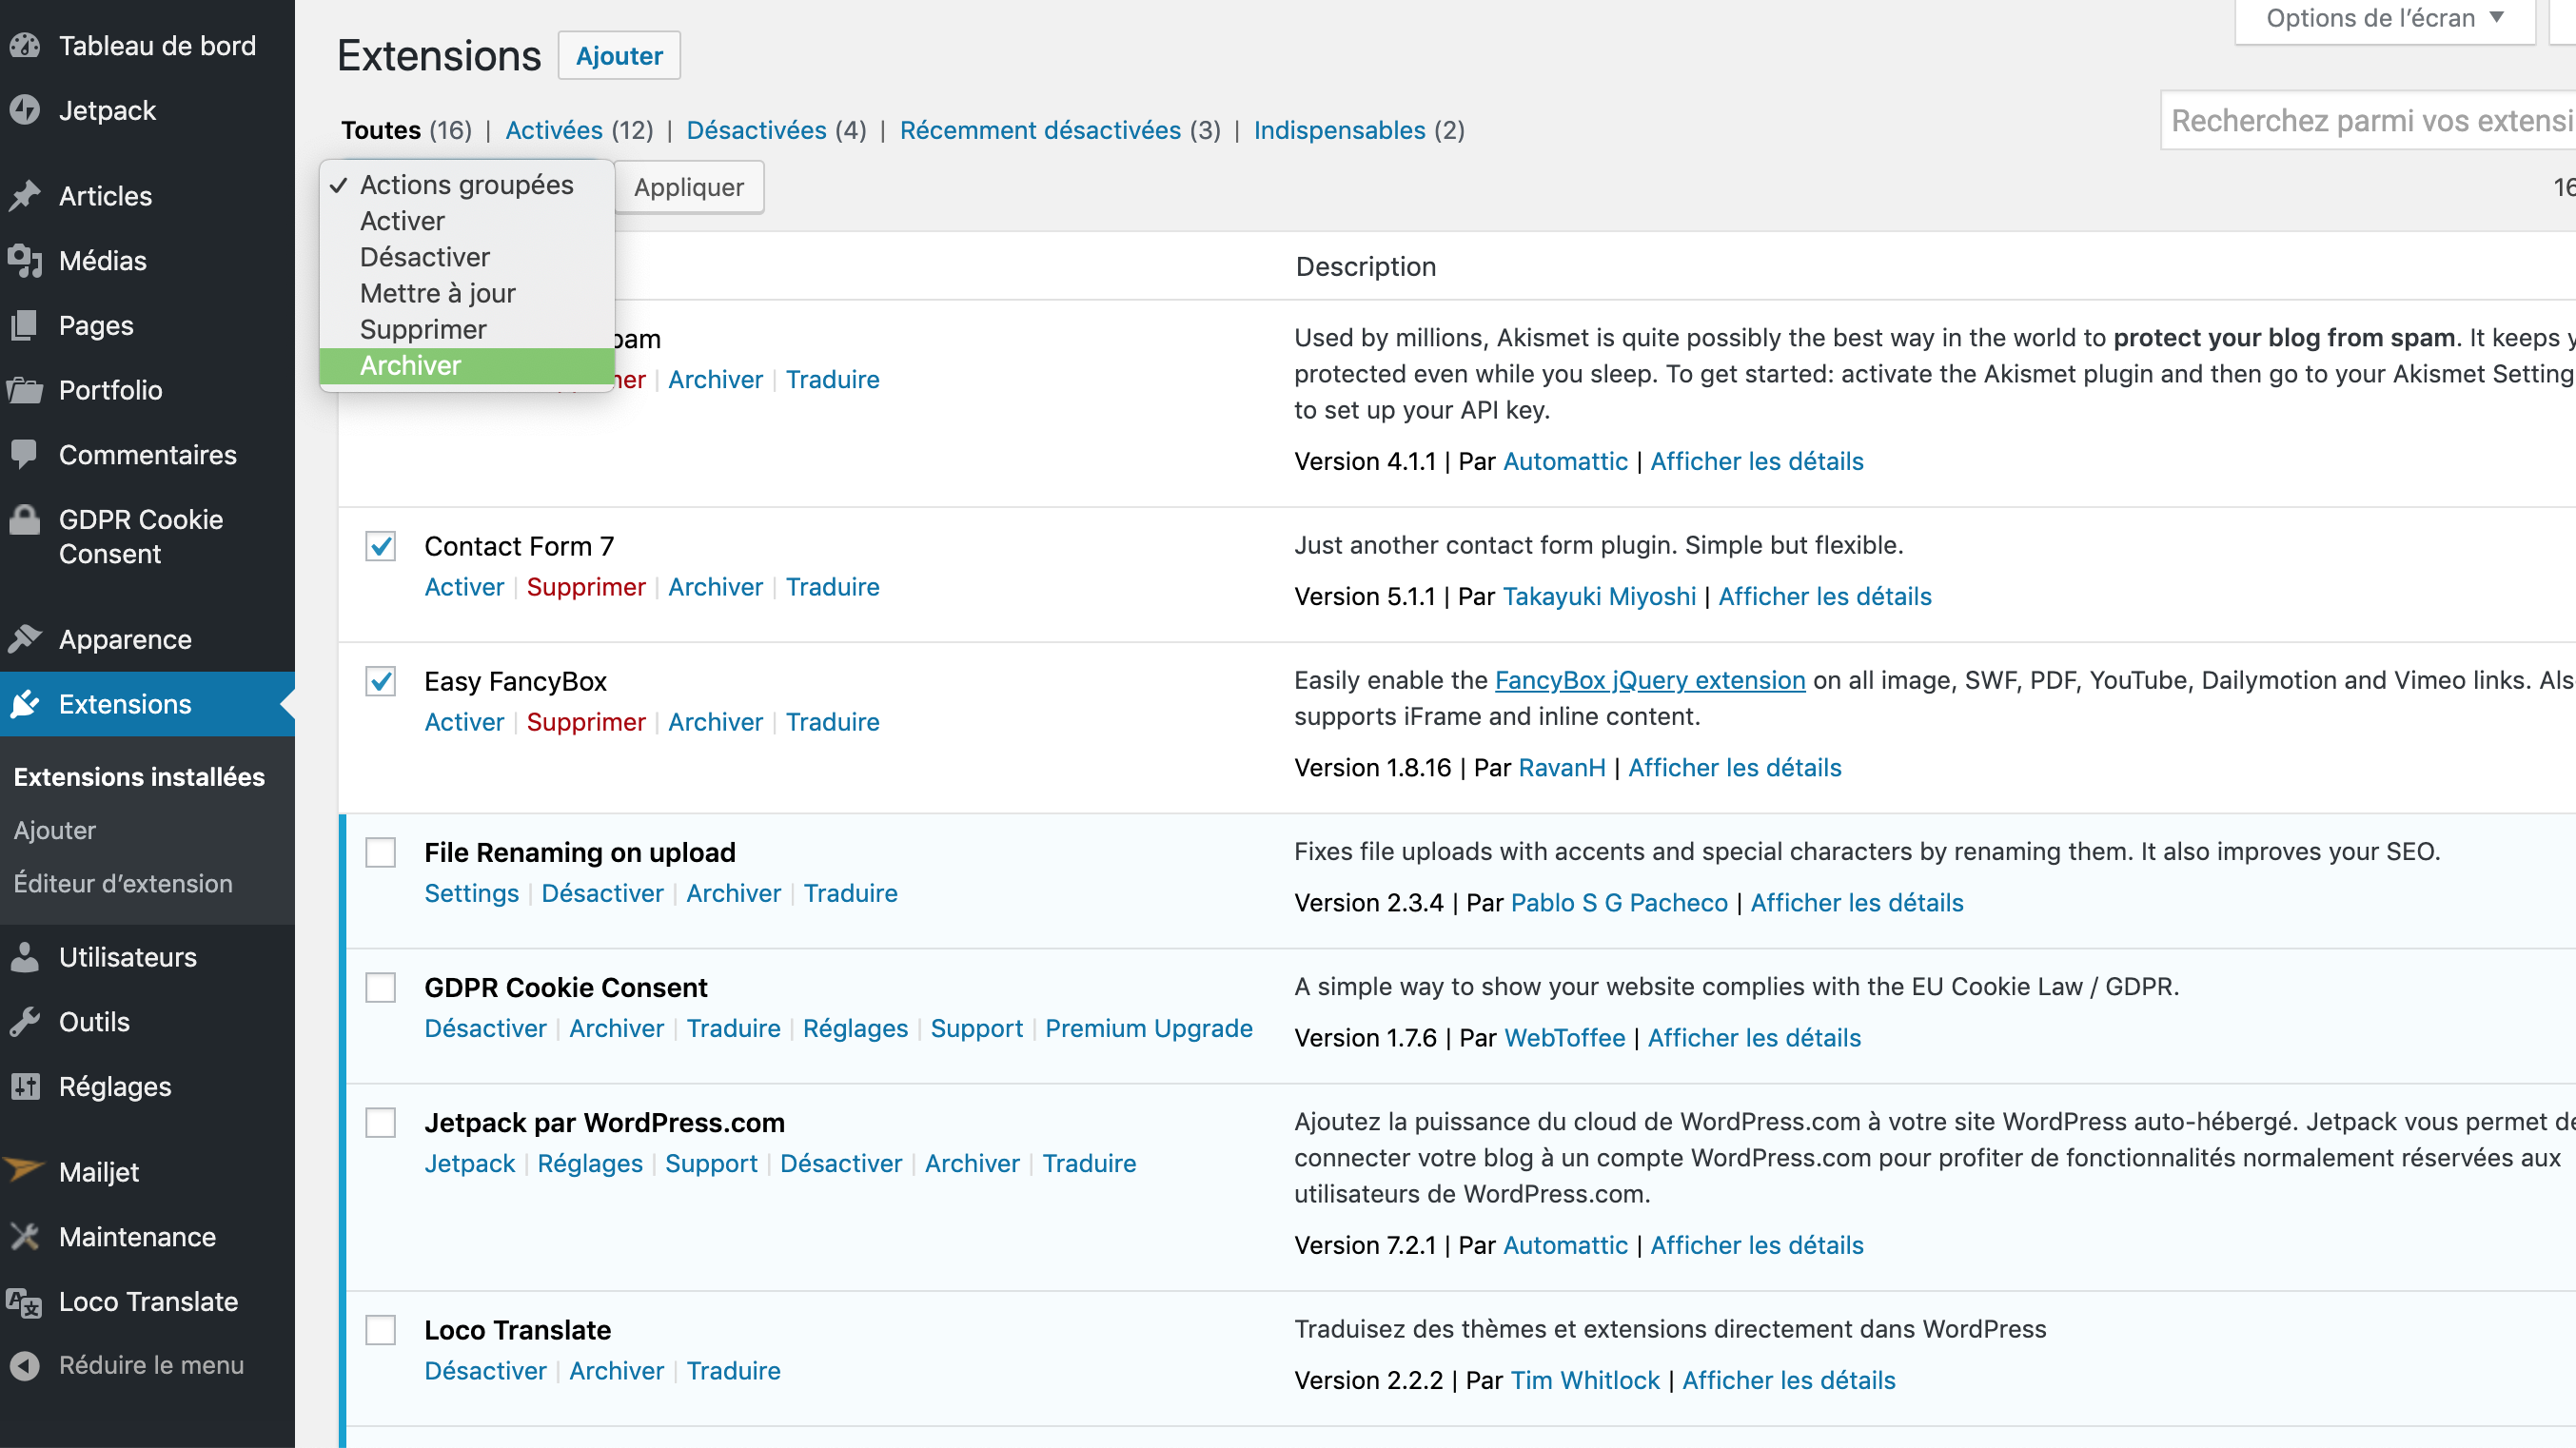 Tableau de bord
Jetpack
Articles
Médias
Pages
Portfolio
Commentaires
GDPR Cookie
Consent
Apparence
Extensions
Extensions installées
Ajouter
Éditeur d’extension
Utilisateurs
Outils
Réglages
Mailjet
Maintenance
Loco Translate
Réduire le menu
Options de l’écran ▼
Extensions Ajouter
Toutes (16) | Activées (12) | Désactivées (4) | Récemment désactivées (3) | Indispensables (2)
Recherchez parmi vos extensi
✓ Actions groupées
Activer
Désactiver
Mettre à jour
Supprimer
Archiver
Appliquer
16
Description
Archiver | Traduire
Used by millions, Akismet is quite possibly the best way in the world to protect your blog from spam. It keeps y
protected even while you sleep. To get started: activate the Akismet plugin and then go to your Akismet Setting
to set up your API key.
Version 4.1.1 | Par Automattic | Afficher les détails
Contact Form 7
Activer | Supprimer | Archiver | Traduire
Just another contact form plugin. Simple but flexible.
Version 5.1.1 | Par Takayuki Miyoshi | Afficher les détails
Easy FancyBox
Activer | Supprimer | Archiver | Traduire
Easily enable the FancyBox jQuery extension on all image, SWF, PDF, YouTube, Dailymotion and Vimeo links. Als
supports iFrame and inline content.
Version 1.8.16 | Par RavanH | Afficher les détails
File Renaming on upload
Settings | Désactiver | Archiver | Traduire
Fixes file uploads with accents and special characters by renaming them. It also improves your SEO.
Version 2.3.4 | Par Pablo S G Pacheco | Afficher les détails
GDPR Cookie Consent
Désactiver | Archiver | Traduire | Réglages | Support | Premium Upgrade
A simple way to show your website complies with the EU Cookie Law / GDPR.
Version 1.7.6 | Par WebToffee | Afficher les détails
Jetpack par WordPress.com
Jetpack | Réglages | Support | Désactiver | Archiver | Traduire
Ajoutez la puissance du cloud de WordPress.com à votre site WordPress auto-hébergé. Jetpack vous permet de
connecter votre blog à un compte WordPress.com pour profiter de fonctionnalités normalement réservées aux
utilisateurs de WordPress.com.
Version 7.2.1 | Par Automattic | Afficher les détails
Loco Translate
Désactiver | Archiver | Traduire
Traduisez des thèmes et extensions directement dans WordPress
Version 2.2.2 | Par Tim Whitlock | Afficher les détails